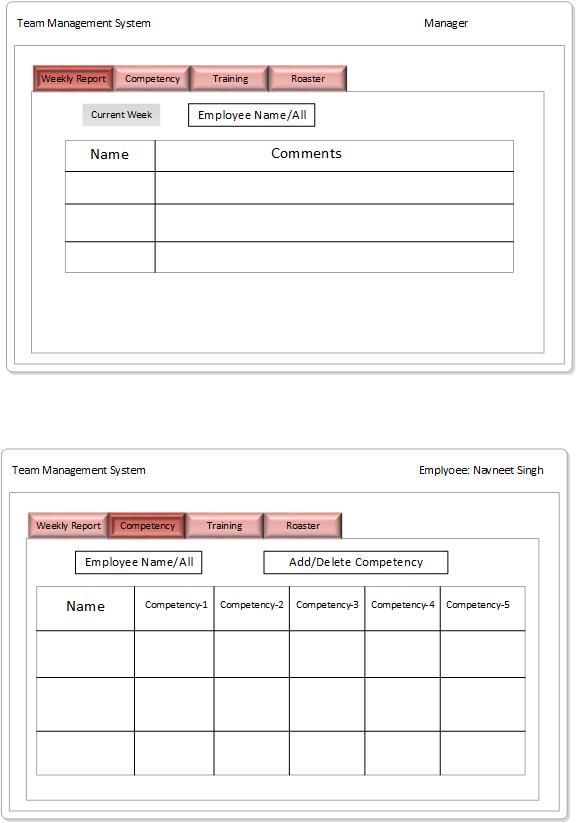 Team Management System Manager
Weekly Report Competency Training Roaster
Current Week Employee Name/All
Name Comments
Team Management System Emplyoee: Navneet Singh
Weekly Report Competency Training Roaster
Employee Name/All Add/Delete Competency
Name Competency-1 Competency-2 Competency-3 Competency-4 Competency-5